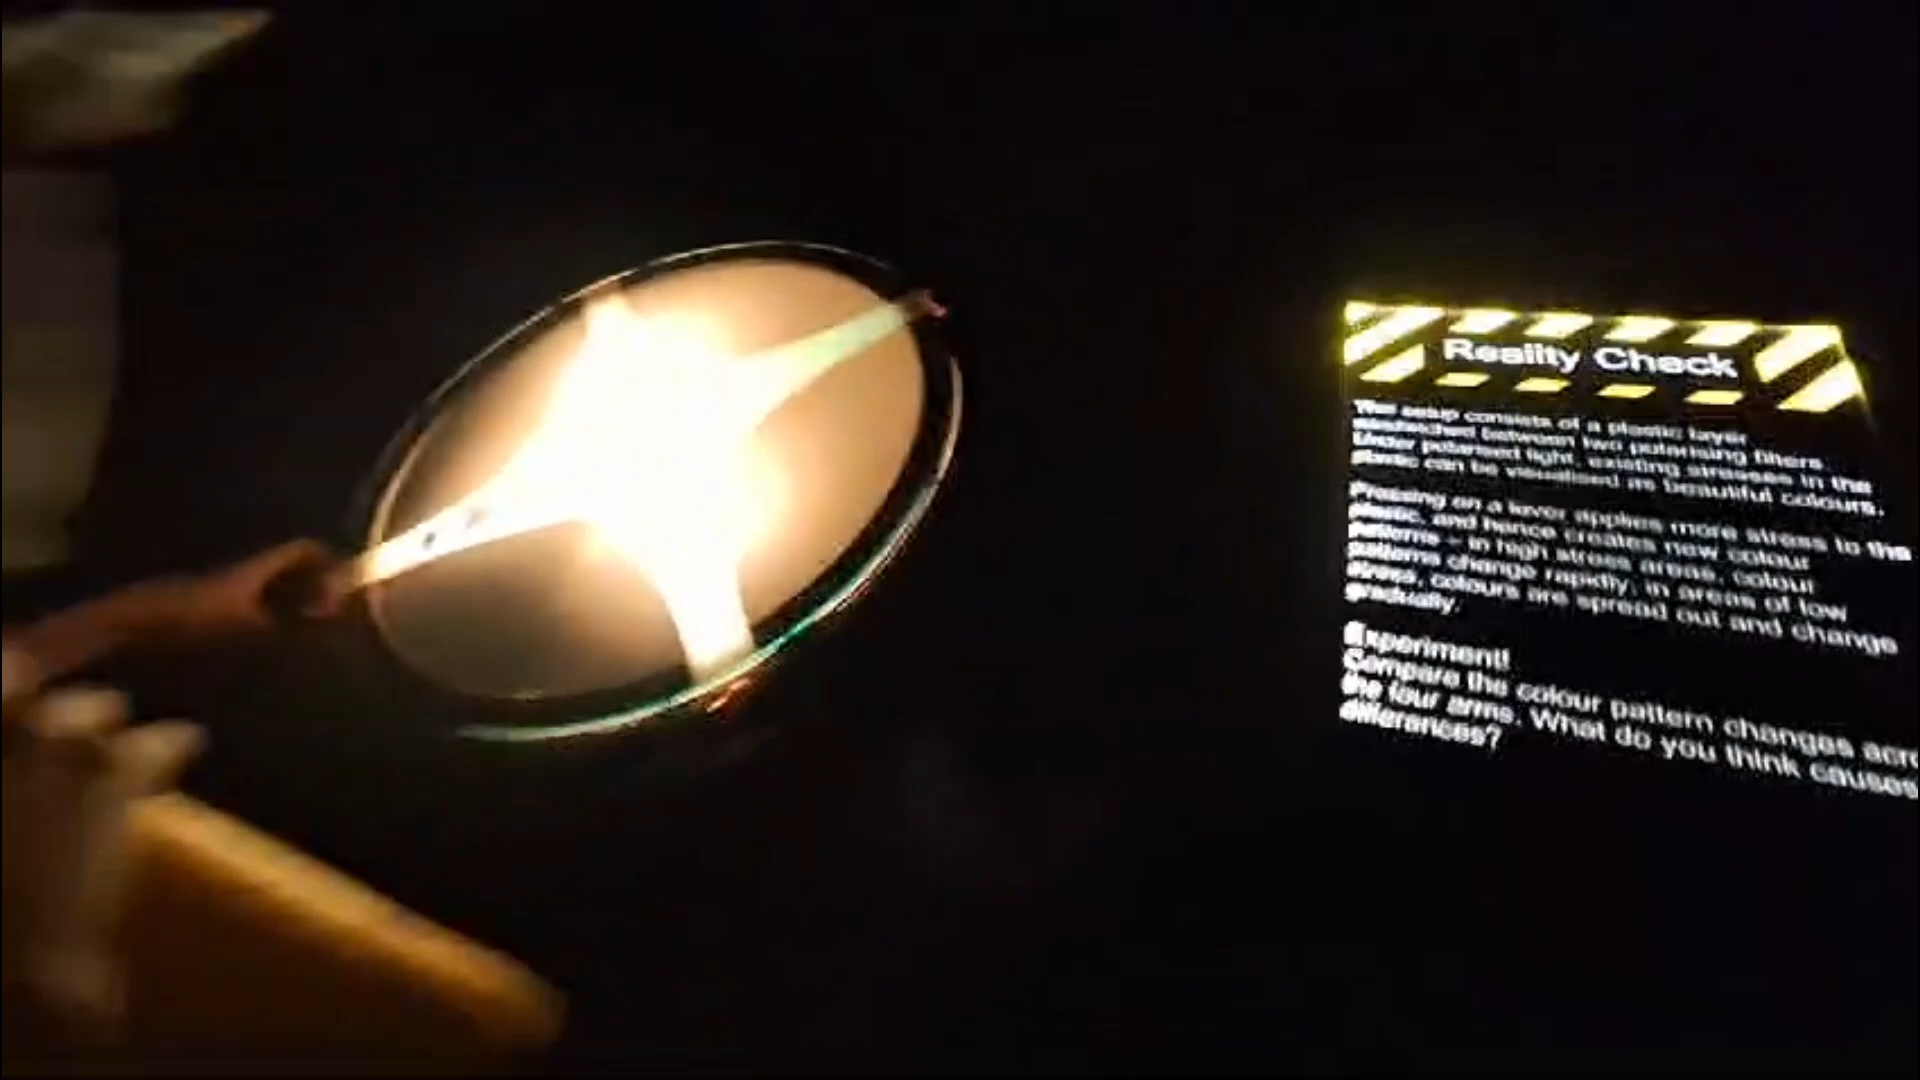 Reality Check
The setup consists of a plastic layer
sandwiched between two polarising filters
Under polarised light, existing stresses in the
plastic can be visualised as beautiful colours.
Pressing on a lever applies more stress to the
plastic, and hence creates new colour
patterns – in high stress areas, colour
patterns change rapidly, in areas of low
stress, colours are spread out and change
gradually.
Experiment!
Compare the colour pattern changes acro
the four arms. What do you think causes
differences?